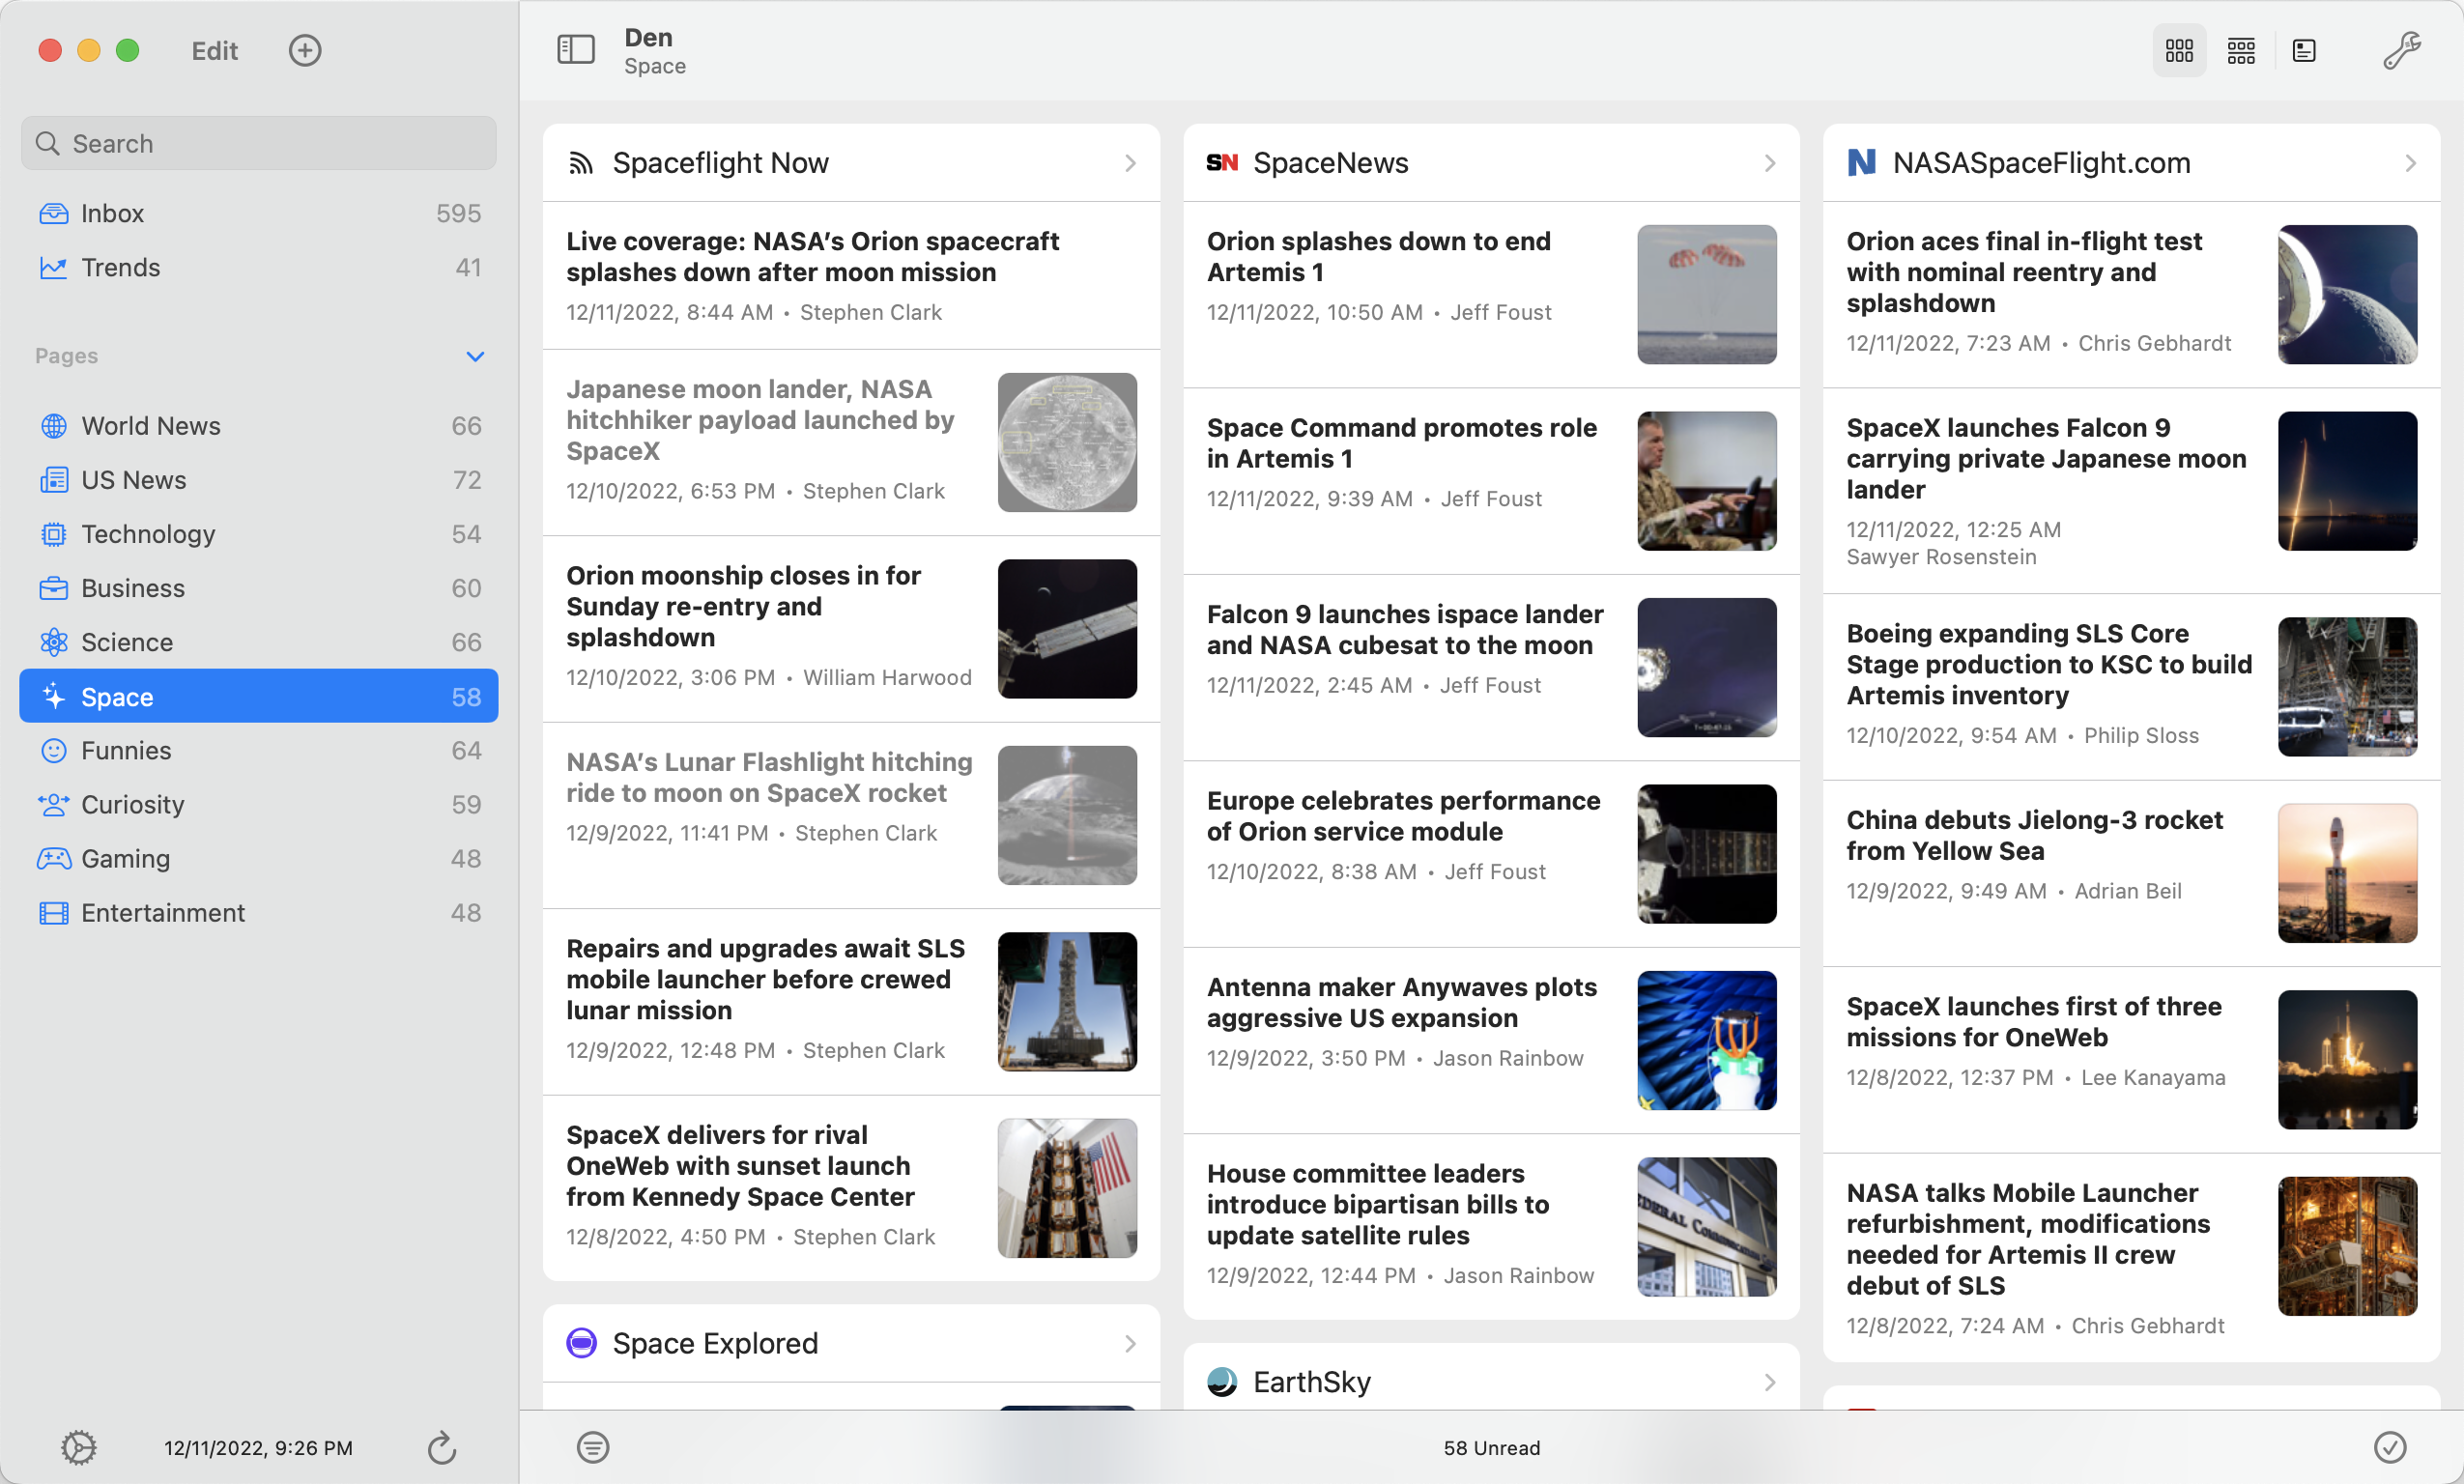 Edit
Search
Inbox 595
Trends 41
Pages
World News 66
US News 72
Technology 54
Business 60
Science 66
Space 58
Funnies 64
Curiosity 59
Gaming 48
Entertainment 48
12/11/2022, 9:26 PM
Den
Space
Spaceflight Now
Live coverage: NASA’s Orion spacecraft
splashes down after moon mission
12/11/2022, 8:44 AM • Stephen Clark
Japanese moon lander, NASA
hitchhiker payload launched by
SpaceX
12/10/2022, 6:53 PM • Stephen Clark
Orion moonship closes in for
Sunday re-entry and
splashdown
12/10/2022, 3:06 PM • William Harwood
NASA’s Lunar Flashlight hitching
ride to moon on SpaceX rocket
12/9/2022, 11:41 PM • Stephen Clark
Repairs and upgrades await SLS
mobile launcher before crewed
lunar mission
12/9/2022, 12:48 PM • Stephen Clark
SpaceX delivers for rival
OneWeb with sunset launch
from Kennedy Space Center
12/8/2022, 4:50 PM • Stephen Clark
Space Explored
SN SpaceNews
Orion splashes down to end
Artemis 1
12/11/2022, 10:50 AM • Jeff Foust
Space Command promotes role
in Artemis 1
12/11/2022, 9:39 AM • Jeff Foust
Falcon 9 launches ispace lander
and NASA cubesat to the moon
12/11/2022, 2:45 AM • Jeff Foust
Europe celebrates performance
of Orion service module
12/10/2022, 8:38 AM • Jeff Foust
Antenna maker Anywaves plots
aggressive US expansion
12/9/2022, 3:50 PM • Jason Rainbow
House committee leaders
introduce bipartisan bills to
update satellite rules
12/9/2022, 12:44 PM • Jason Rainbow
EarthSky
N NASASpaceFlight.com
Orion aces final in-flight test
with nominal reentry and
splashdown
12/11/2022, 7:23 AM • Chris Gebhardt
SpaceX launches Falcon 9
carrying private Japanese moon
lander
12/11/2022, 12:25 AM
Sawyer Rosenstein
Boeing expanding SLS Core
Stage production to KSC to build
Artemis inventory
12/10/2022, 9:54 AM • Philip Sloss
China debuts Jielong-3 rocket
from Yellow Sea
12/9/2022, 9:49 AM • Adrian Beil
SpaceX launches first of three
missions for OneWeb
12/8/2022, 12:37 PM • Lee Kanayama
NASA talks Mobile Launcher
refurbishment, modifications
needed for Artemis II crew
debut of SLS
12/8/2022, 7:24 AM • Chris Gebhardt
58 Unread